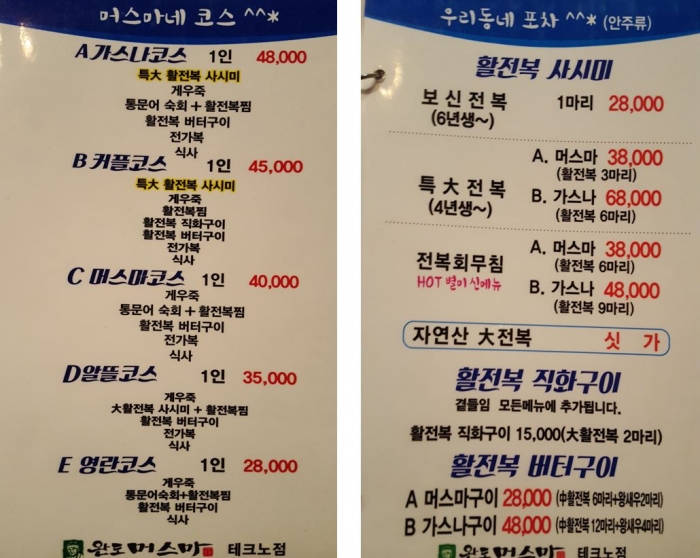 머스마네 코스 ^^*
A 가스나코스 1인 48,000
특大 활전복 사시미
게우죽
통문어 숙회 + 활전복찜
활전복 버터구이
전가복
식사
B 커플코스 1인 45,000
특大 활전복 사시미
게우죽
활전복찜
활전복 직화구이
활전복 버터구이
전가복
식사
C 머스마코스 1인 40,000
게우죽
통문어 숙회 + 활전복찜
활전복 버터구이
전가복
식사
D 알뜰코스 1인 35,000
게우죽
大활전복 사시미 + 활전복찜
활전복 버터구이
전가복
식사
E 영란코스 1인 28,000
게우죽
통문어숙회+활전복찜
활전복 버터구이
식사
완도 머스마 테크노점
우리동네 포차 ^^* (안주류)
활전복 사시미
보신전복 1마리 28,000
(6년생~)
특大전복
(4년생~)
A. 머스마 38,000
(활전복 3마리)
B. 가스나 68,000
(활전복 6마리)
전복회무침
HOT 별미 신메뉴
A. 머스마 38,000
(활전복 6마리)
B. 가스나 48,000
(활전복 9마리)
자연산 大전복 싯가
활전복 직화구이
곁들임 모든메뉴에 추가됩니다.
활전복 직화구이 15,000(大활전복 2마리)
활전복 버터구이
A 머스마구이 28,000 (中활전복 6마리+왕새우2마리)
B 가스나구이 48,000 (中활전복 12마리+왕새우4마리)
완도 머스마 테크노점